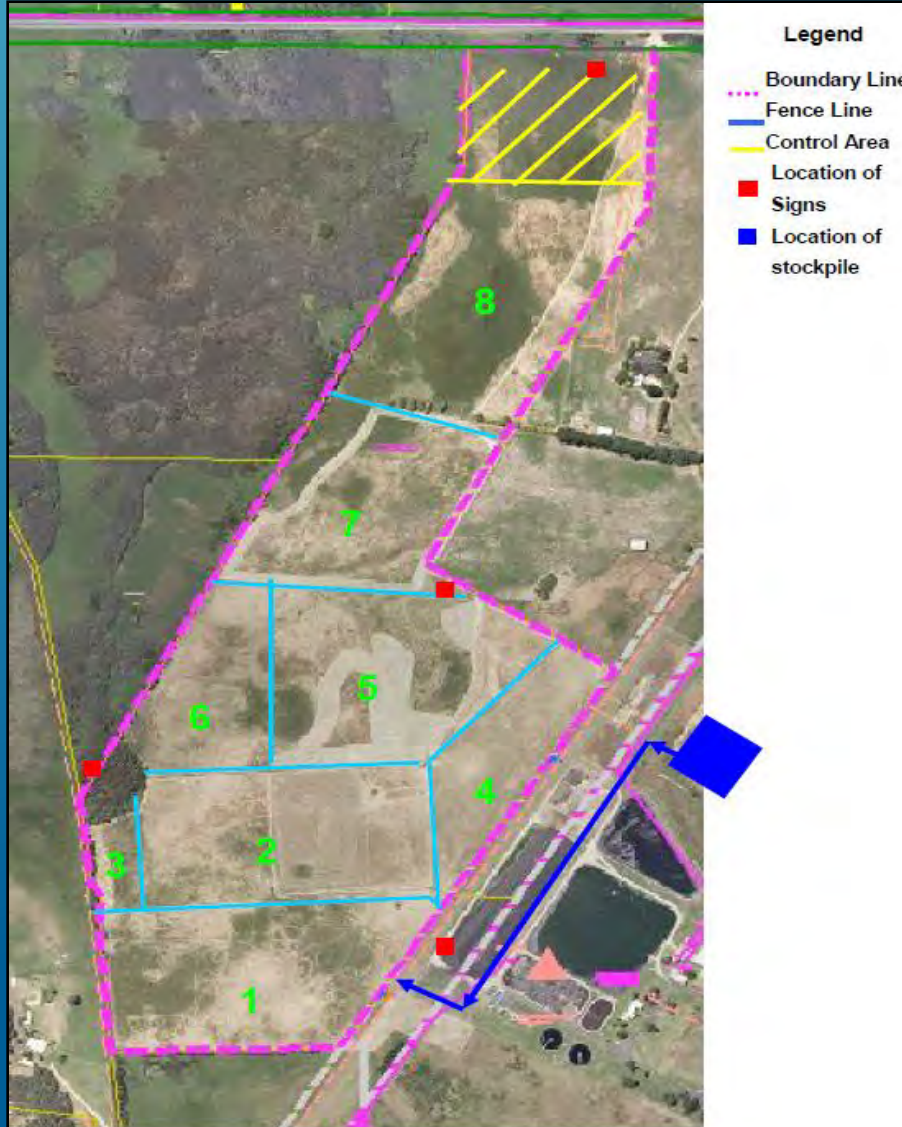 Legend
Boundary Line
Fence Line
Control Area
Location of
Signs
Location of
stockpile
8
7
5
6
4
2
3
1